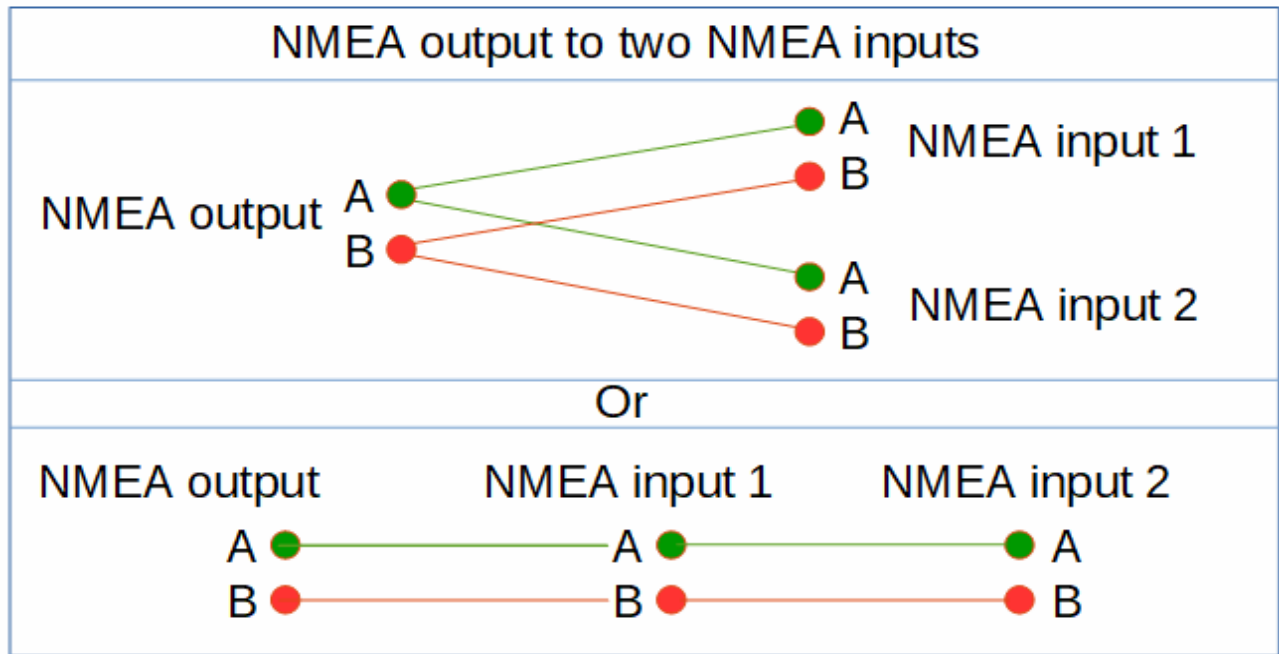 NMEA output to two NMEA inputs
A
NMEA input 1
B
A
NMEA output
B
A
NMEA input 2
B
Or
NMEA output NMEA input 1 NMEA input 2
A A A
B B B